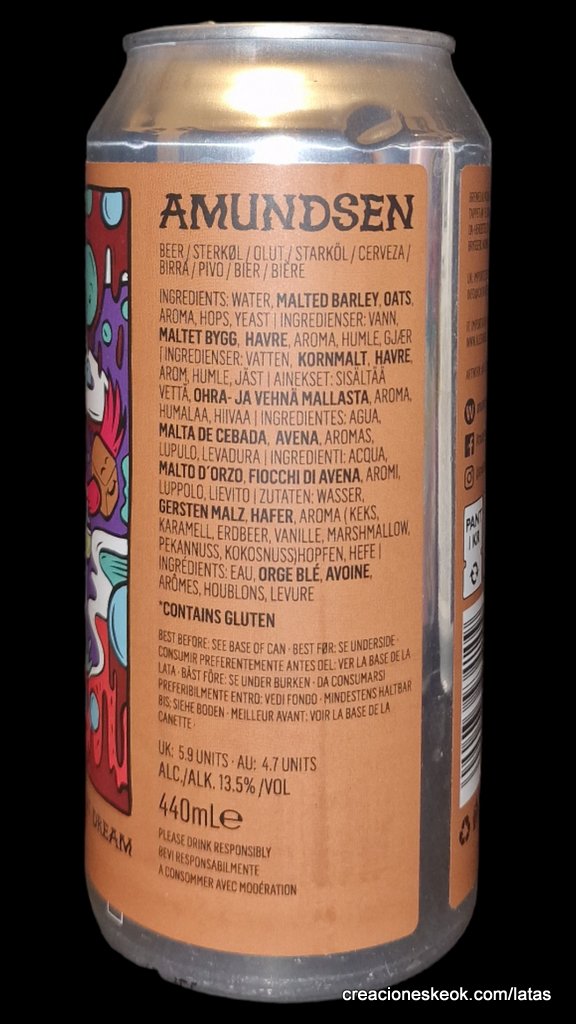 AMUNDSEN
BEER / STERKØL / OLUT / STARKÖL / CERVEZA /
BIRRA / PIVO / BIER / BIÈRE
INGREDIENTS: WATER, MALTED BARLEY, OATS,
AROMA, HOPS, YEAST | INGREDIENSER: VANN,
MALTET BYGG, HAVRE, AROMA, HUMLE, GJÆR
| INGREDIENSER: VATTEN, KORNMALT, HAVRE,
AROM, HUMLE, JÄST | AINEKSET: SISÄLTÄÄ
VETTÄ, OHRA- JA VEHNÄ MALLASTA, AROMA,
HUMALAA, HIIVAA | INGREDIENTES: AGUA,
MALTA DE CEBADA, AVENA, AROMAS,
LUPULO, LEVADURA | INGREDIENTI: ACQUA,
MALTO D´ORZO, FIOCCHI DI AVENA, AROMI,
LUPPOLO, LIEVITO | ZUTATEN: WASSER,
GERSTEN MALZ, HAFER, AROMA ( KEKS,
KARAMELL, ERDBEER, VANILLE, MARSHMALLOW,
PEKANNUSS, KOKOSNUSS)HOPFEN, HEFE |
INGRÉDIENTS: EAU, ORGE BLÉ, AVOINE,
ARÔMES, HOUBLONS, LEVURE
*CONTAINS GLUTEN
BEST BEFORE: SEE BASE OF CAN · BEST FØR: SE UNDERSIDE ·
CONSUMIR PREFERENTEMENTE ANTES DEL: VER LA BASE DE LA
LATA · BÄST FÖRE: SE UNDER BURKEN · DA CONSUMARSI
PREFERIBILMENTE ENTRO: VEDI FONDO · MINDESTENS HALTBAR
BIS: SIEHE BODEN · MEILLEUR AVANT: VOIR LA BASE DE LA
CANETTE ·
UK: 5.9 UNITS · AU: 4.7 UNITS
ALC./ALK. 13.5% /VOL
440mL℮
PLEASE DRINK RESPONSIBLY
BEVI RESPONSABILMENTE
A CONSOMMER AVEC MODÉRATION
DREAM
PANT
1 KR
creacioneskeok.com/latas